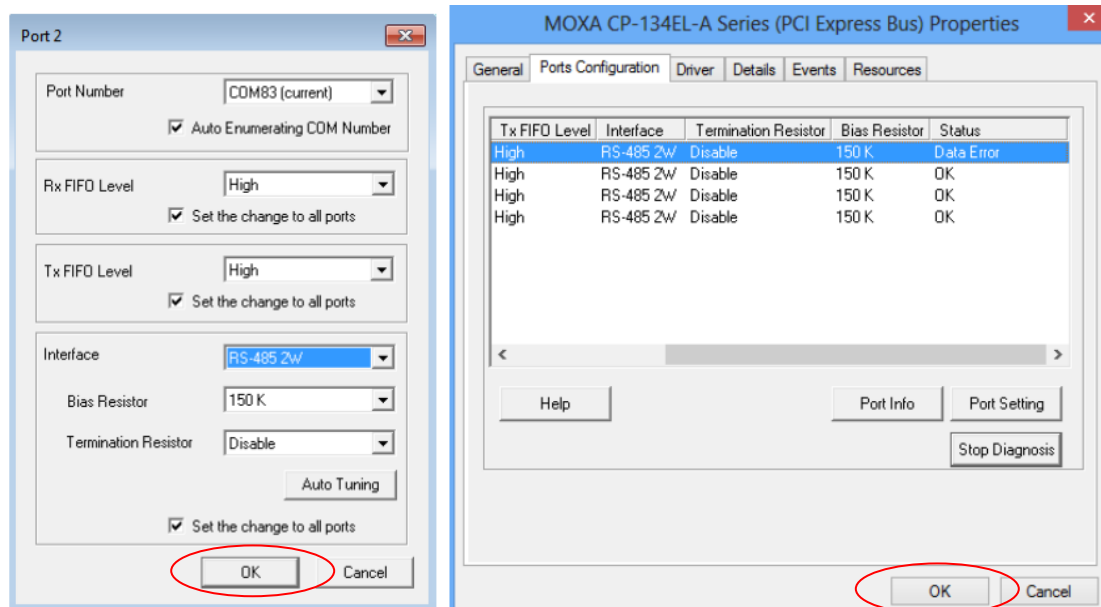 Port 2
Port Number COM83 (current)
Auto Enumerating COM Number
Rx FIFO Level High
Set the change to all ports
Tx FIFO Level High
Set the change to all ports
Interface RS-485 2W
Bias Resistor 150 K
Termination Resistor Disable
Auto Tuning
Set the change to all ports
OK Cancel
MOXA CP-134EL-A Series (PCI Express Bus) Properties
General Ports Configuration Driver Details Events Resources
Tx FIFO Level Interface Termination Resistor Bias Resistor Status
High RS-485 2W Disable 150 K Data Error
High RS-485 2W Disable 150 K OK
High RS-485 2W Disable 150 K OK
High RS-485 2W Disable 150 K OK
Help Port Info Port Setting
Stop Diagnosis
OK Cancel